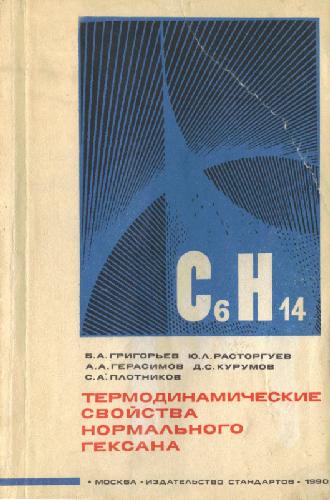 C6H14
Б.А. ГРИГОРЬЕВ Ю.Л. РАСТОРГУЕВ
А.А. ГЕРАСИМОВ Д.С. КУРУМОВ
С.А. ПЛОТНИКОВ
ТЕРМОДИНАМИЧЕСКИЕ
СВОЙСТВА
НОРМАЛЬНОГО
ГЕКСАНА
• МОСКВА • ИЗДАТЕЛЬСТВО СТАНДАРТОВ • 1990